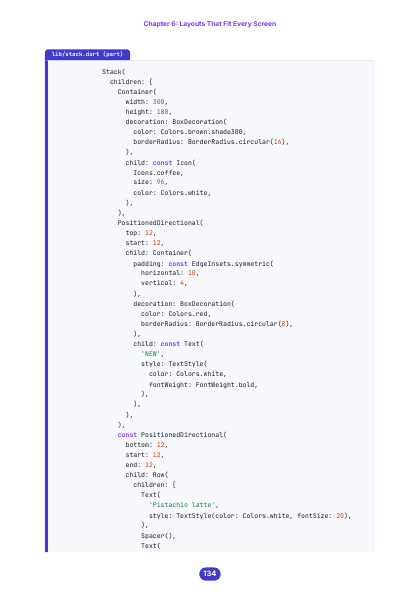 Chapter 6: Layouts That Fit Every Screen
lib/stack.dart (part)
Stack(
  children: [
    Container(
      width: 300,
      height: 180,
      decoration: BoxDecoration(
        color: Colors.brown.shade300,
        borderRadius: BorderRadius.circular(16),
      ),
      child: const Icon(
        Icons.coffee,
        size: 96,
        color: Colors.white,
      ),
    ),
    PositionedDirectional(
      top: 12,
      start: 12,
      child: Container(
        padding: const EdgeInsets.symmetric(
          horizontal: 10,
          vertical: 4,
        ),
        decoration: BoxDecoration(
          color: Colors.red,
          borderRadius: BorderRadius.circular(8),
        ),
        child: const Text(
          'NEW',
          style: TextStyle(
            color: Colors.white,
            fontWeight: FontWeight.bold,
          ),
        ),
      ),
    ),
    const PositionedDirectional(
      bottom: 12,
      start: 12,
      end: 12,
      child: Row(
        children: [
          Text(
            'Pistachio latte',
            style: TextStyle(color: Colors.white, fontSize: 20),
          ),
          Spacer(),
          Text(
134